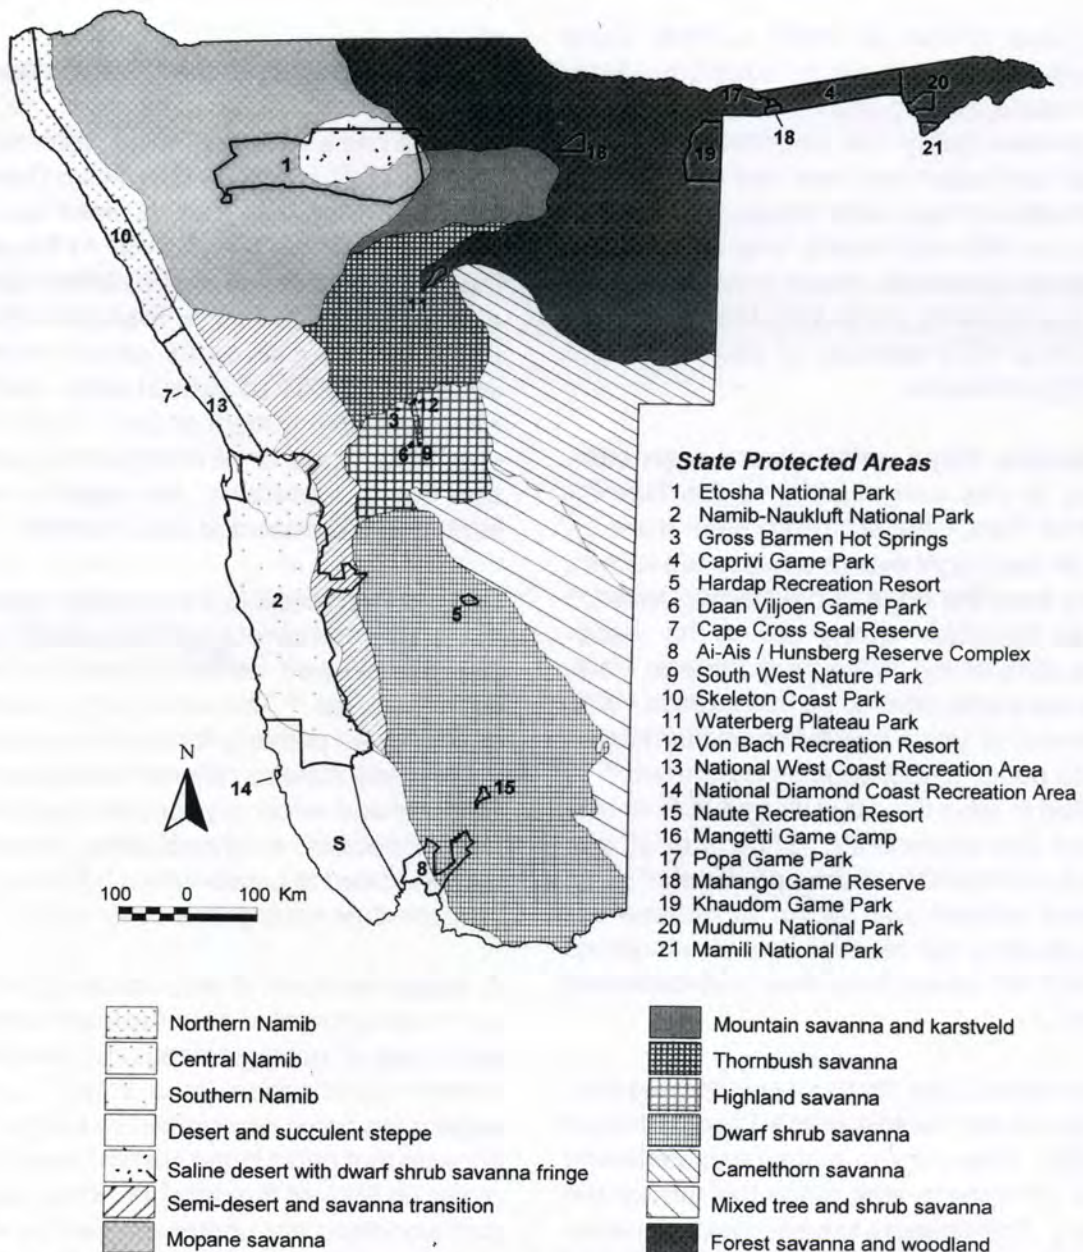 17
4
20
18
21
1
16
19
10
11
7
13
12
3
6
9
2
5
N
14
15
S
8
100 0 100 Km
State Protected Areas
1 Etosha National Park
2 Namib-Naukluft National Park
3 Gross Barmen Hot Springs
4 Caprivi Game Park
5 Hardap Recreation Resort
6 Daan Viljoen Game Park
7 Cape Cross Seal Reserve
8 Ai-Ais / Hunsberg Reserve Complex
9 South West Nature Park
10 Skeleton Coast Park
11 Waterberg Plateau Park
12 Von Bach Recreation Resort
13 National West Coast Recreation Area
14 National Diamond Coast Recreation Area
15 Naute Recreation Resort
16 Mangetti Game Camp
17 Popa Game Park
18 Mahango Game Reserve
19 Khaudom Game Park
20 Mudumu National Park
21 Mamili National Park
Northern Namib
Central Namib
Southern Namib
Desert and succulent steppe
Saline desert with dwarf shrub savanna fringe
Semi-desert and savanna transition
Mopane savanna
Mountain savanna and karstveld
Thornbush savanna
Highland savanna
Dwarf shrub savanna
Camelthorn savanna
Mixed tree and shrub savanna
Forest savanna and woodland